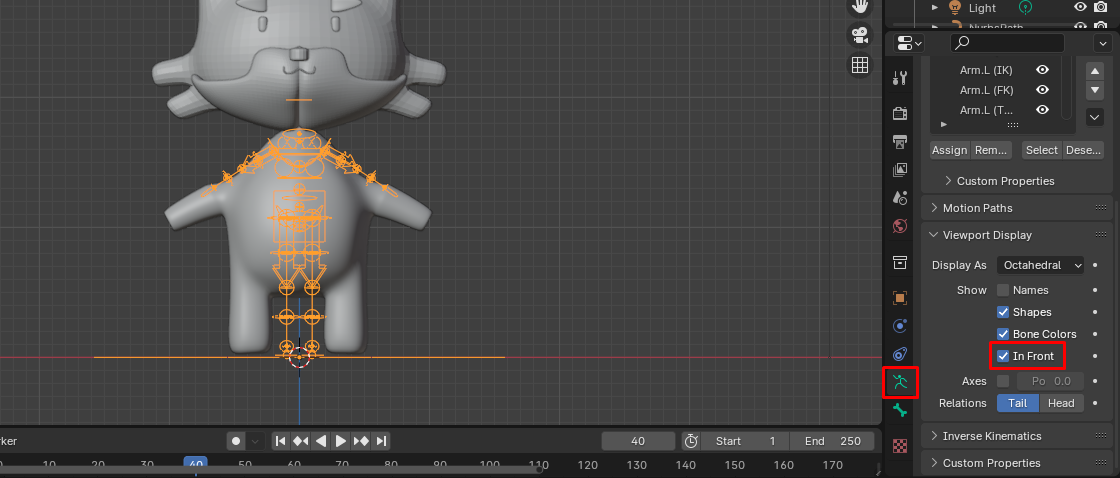 Light
NurbsPath
Arm.L (IK)
Arm.L (FK)
Arm.L (T...
Assign Rem... Select Dese...
Custom Properties
Motion Paths
Viewport Display
Display As Octahedral
Show Names
Shapes
Bone Colors
In Front
Axes Po 0.0
Relations Tail Head
Inverse Kinematics
Custom Properties
rker 40 Start 1 End 250
10 20 30 40 50 60 70 80 90 100 110 120 130 140 150 160 170